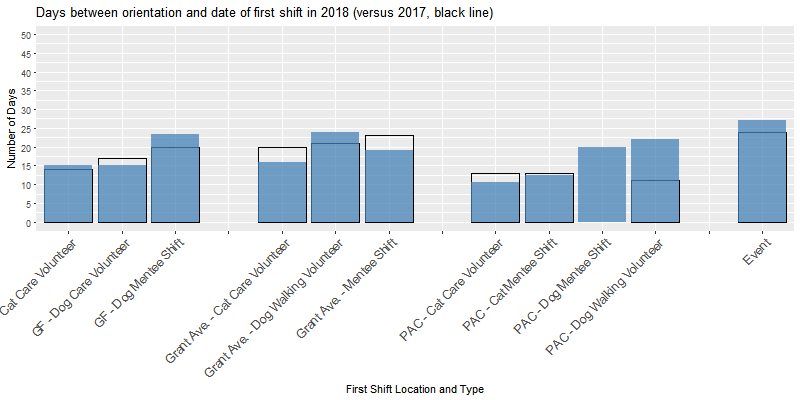 Days between orientation and date of first shift in 2018 (versus 2017, black line)
Number of Days
50
45
40
35
30
25
20
15
10
5
0
Cat Care Volunteer
GF - Dog Care Volunteer
GF - Dog Mentee Shift
Grant Ave. - Cat Care Volunteer
Grant Ave. - Dog Walking Volunteer
Grant Ave. - Mentee Shift
PAC - Cat Care Volunteer
PAC - Cat Mentee Shift
PAC - Dog Mentee Shift
PAC - Dog Walking Volunteer
Event
First Shift Location and Type